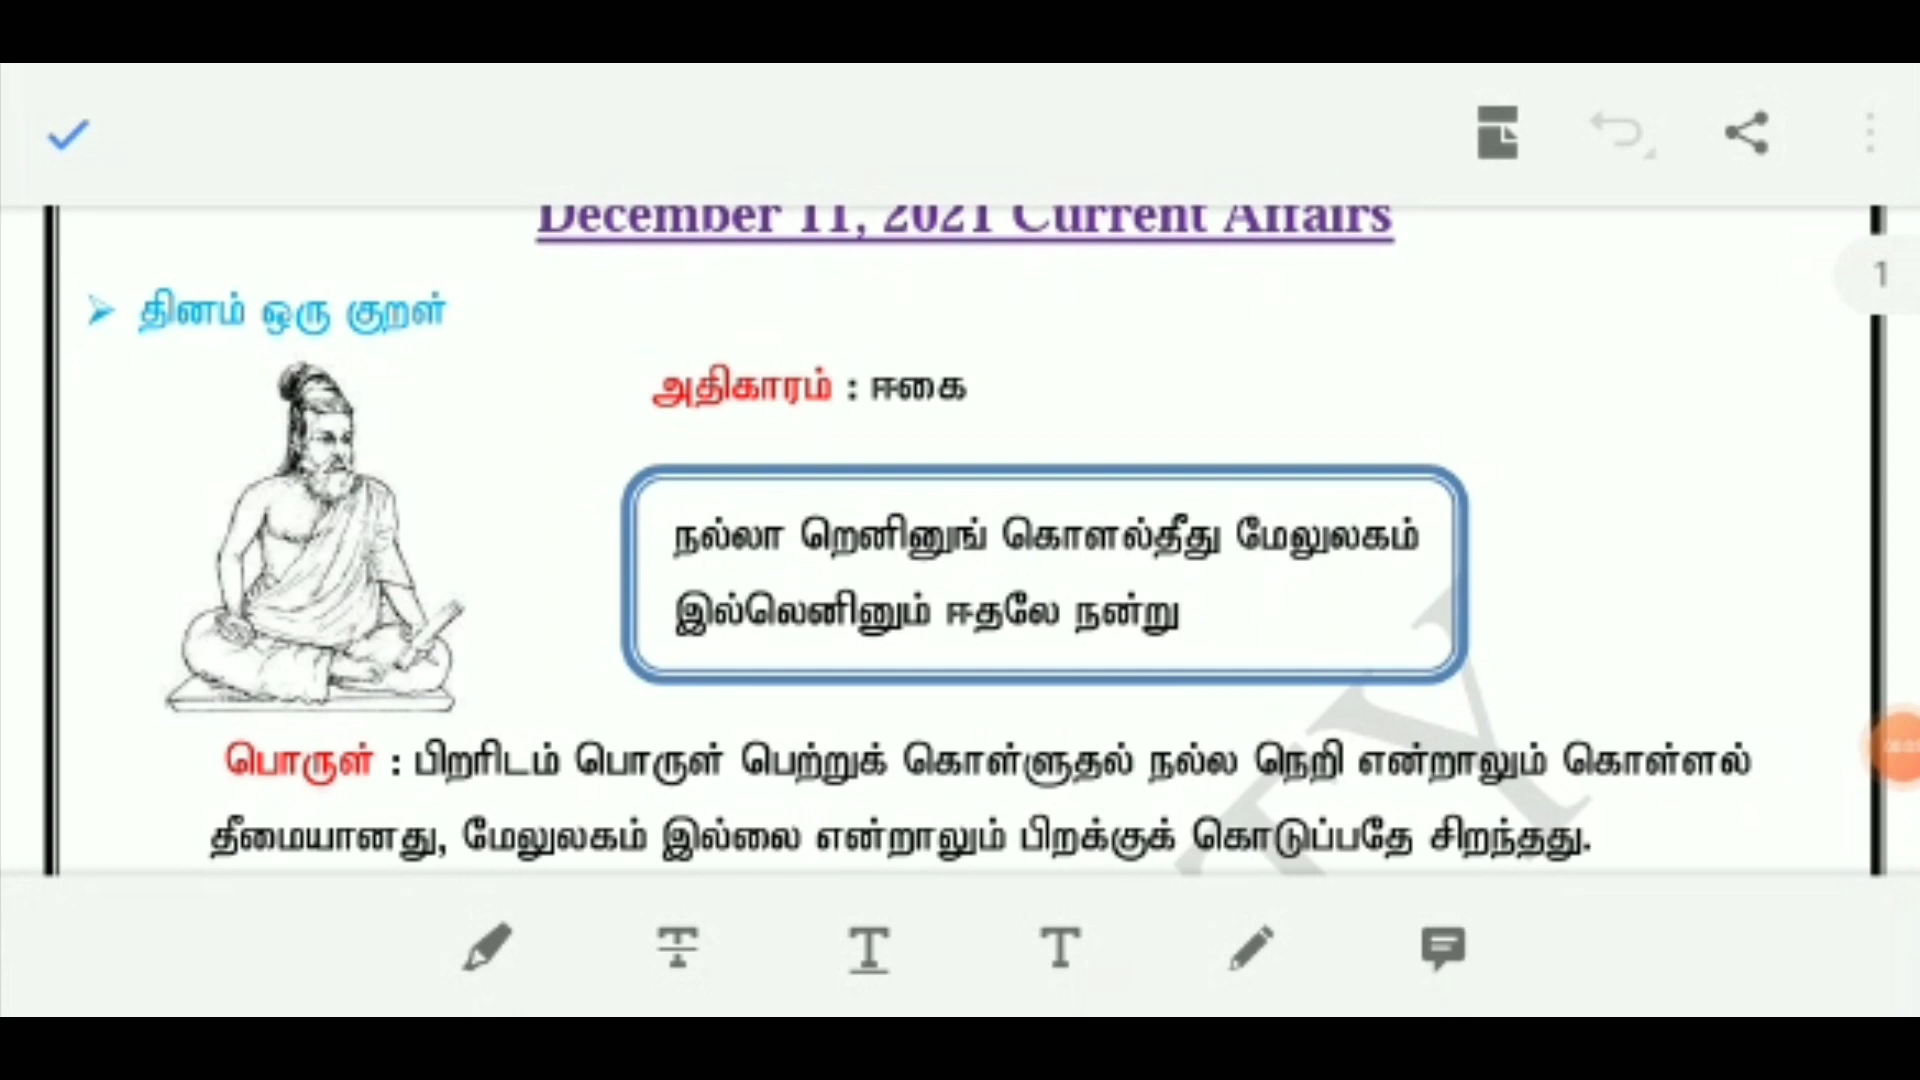 December 11, 2021 Current Affairs
1
➢ தினம் ஒரு குறள்
அதிகாரம் : ஈகை
நல்லா றெனினுங் கொளல்தீது மேலுலகம்
இல்லெனினும் ஈதலே நன்று
பொருள் : பிறரிடம் பொருள் பெற்றுக் கொள்ளுதல் நல்ல நெறி என்றாலும் கொள்ளல்
தீமையானது, மேலுலகம் இல்லை என்றாலும் பிறக்குக் கொடுப்பதே சிறந்தது.